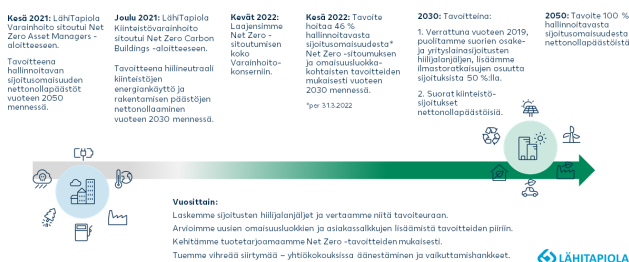 Kesä 2021: LähiTapiola
Varainhoito sitoutui Net
Zero Asset Managers -
aloitteeseen.
Tavoitteena
hallinnoitavan
sijoitusomaisuuden
nettonollapäästöt
vuoteen 2050
mennessä.
Joulu 2021: LähiTapiola
Kiinteistövarainhoito
sitoutui Net Zero Carbon
Buildings -aloitteeseen.
Tavoitteena hiilineutraali
kiinteistöjen
energiankäyttö ja
rakentamisen päästöjen
nettonollaaminen
vuoteen 2030 mennessä.
Kevät 2022:
Laajensimme
Net Zero -
sitoutumisen
koko
Varainhoito-
konserniin.
Kesä 2022: Tavoite
hoitaa 46 %
hallinnoitavasta
sijoitusomaisuudesta*
Net Zero -sitoumuksen
ja omaisuusluokka-
kohtaisten tavoitteiden
mukaisesti vuoteen
2030 mennessä.
*per 31.3.2022
2030: Tavoitteina:
1. Verrattuna vuoteen 2019,
puolitamme suorien osake-
ja yrityslainasijoitusten
hiilijalanjäljen, lisäämme
ilmastoratkaisujen osuutta
sijoituksista 50 %:lla.
2. Suorat kiinteistö-
sijoitukset
nettonollapäästöisiä.
2050: Tavoite 100 %
hallinnoitavasta
sijoitusomaisuudesta
nettonollapäästöistä
Vuosittain:
Laskemme sijoitusten hiilijalanjäljet ja vertaamme niitä tavoiteuraan.
Arvioimme uusien omaisuusluokkien ja asiakassalkkujen lisäämistä tavoitteiden piiriin.
Kehitämme tuotetarjoamaamme Net Zero -tavoitteiden mukaisesti.
Tuemme vihreää siirtymää – yhtiökokouksissa äänestäminen ja vaikuttamishankkeet.
LÄHITAPIOLA